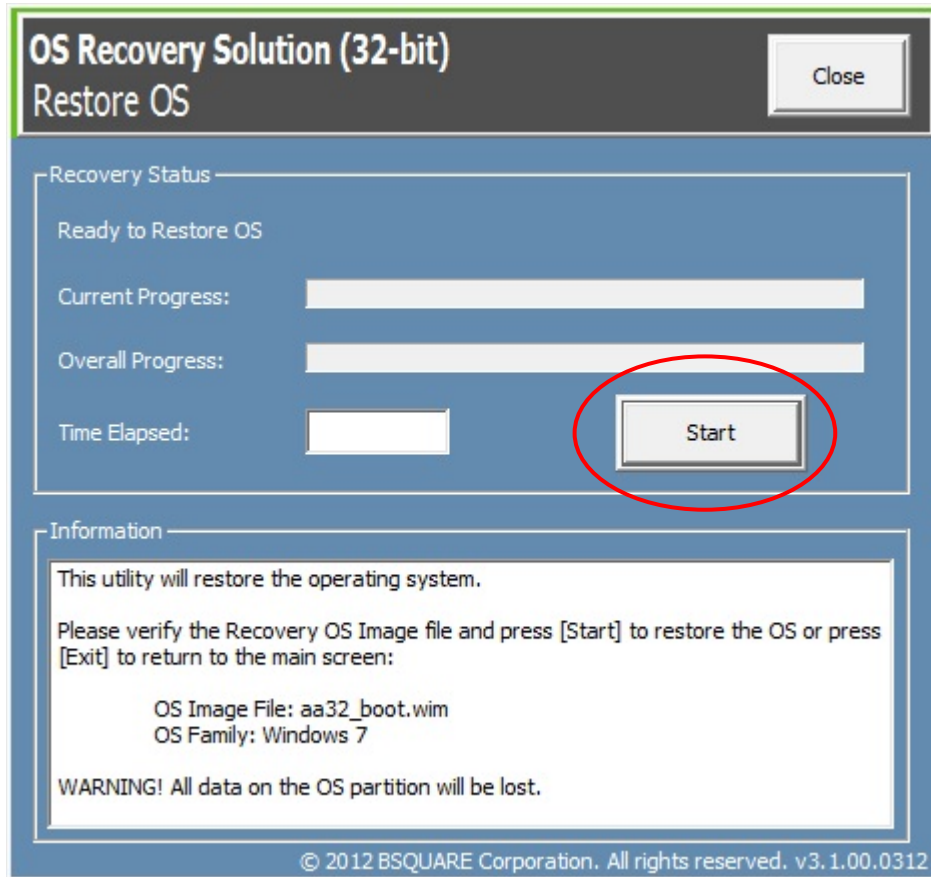 OS Recovery Solution (32-bit)
Restore OS
Close
Recovery Status
Ready to Restore OS
Current Progress:
Overall Progress:
Time Elapsed:
Start
Information
This utility will restore the operating system.
Please verify the Recovery OS Image file and press [Start] to restore the OS or press
[Exit] to return to the main screen:
OS Image File: aa32_boot.wim
OS Family: Windows 7
WARNING! All data on the OS partition will be lost.
© 2012 BSQUARE Corporation. All rights reserved. v3.1.00.0312